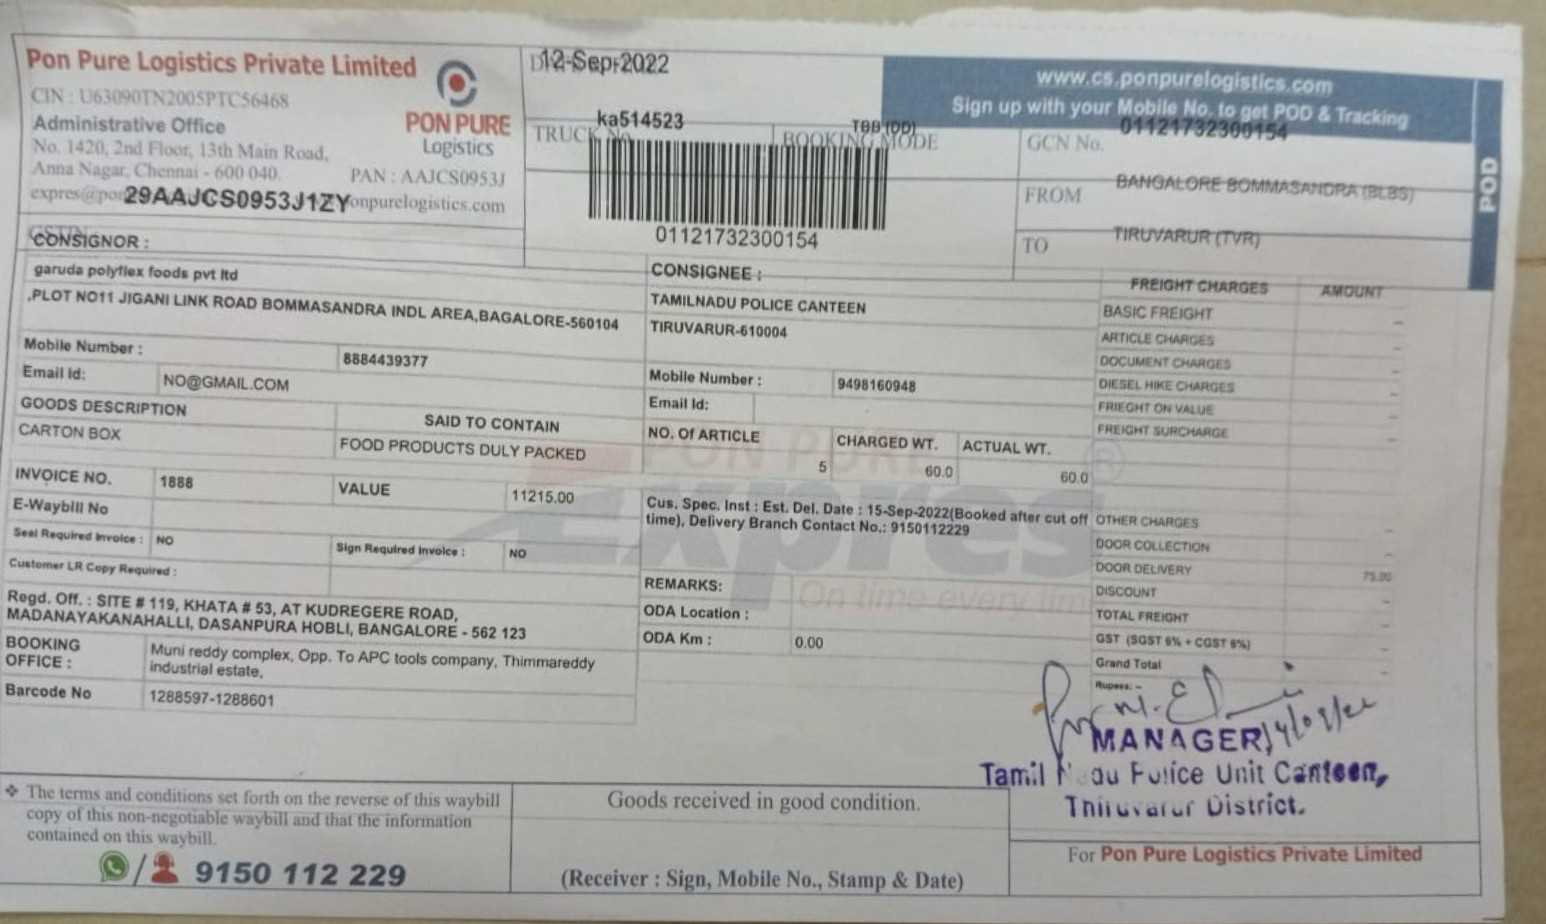 Pon Pure Logistics Private Limited
CIN : U63090TN2005PTC56468
Administrative Office
No. 1420, 2nd Floor, 13th Main Road,
Anna Nagar, Chennai - 600 040.
PAN : AAJCS0953J
29AAJCS0953J1ZY
onpurelogistics.com
PON PURE
Logistics
12-Sep-2022
TRUCK No.
ka514523
BOOKING MODE
TBB (DD)
01121732300154
www.cs.ponpurelogistics.com
Sign up with your Mobile No. to get POD & Tracking
GCN No.
01121732300154
FROM
BANGALORE BOMMASANDRA (BLBS)
TO
TIRUVARUR (TVR)
POD
CONSIGNOR :
garuda polyflex foods pvt ltd
,PLOT NO11 JIGANI LINK ROAD BOMMASANDRA INDL AREA,BAGALORE-560104
Mobile Number :
8884439377
Email Id:
NO@GMAIL.COM
GOODS DESCRIPTION
SAID TO CONTAIN
CARTON BOX
FOOD PRODUCTS DULY PACKED
INVOICE NO.
1888
VALUE
11215.00
E-Waybill No
Seal Required Invoice :
NO
Sign Required Invoice :
NO
Customer LR Copy Required :
Regd. Off. : SITE # 119, KHATA # 53, AT KUDREGERE ROAD,
MADANAYAKANAHALLI, DASANPURA HOBLI, BANGALORE - 562 123
BOOKING
OFFICE :
Muni reddy complex, Opp. To APC tools company, Thimmareddy
industrial estate,
Barcode No
1288597-1288601
CONSIGNEE :
TAMILNADU POLICE CANTEEN
TIRUVARUR-610004
Mobile Number :
9498160948
Email Id:
NO. Of ARTICLE
CHARGED WT.
ACTUAL WT.
5
60.0
60.0
PON PURE
Expres
On time every tim
Cus. Spec. Inst : Est. Del. Date : 15-Sep-2022(Booked after cut off
time), Delivery Branch Contact No.: 9150112229
REMARKS:
ODA Location :
ODA Km :
0.00
FREIGHT CHARGES
AMOUNT
BASIC FREIGHT
ARTICLE CHARGES
DOCUMENT CHARGES
DIESEL HIKE CHARGES
FRIEGHT ON VALUE
FREIGHT SURCHARGE
OTHER CHARGES
DOOR COLLECTION
DOOR DELIVERY
75.00
DISCOUNT
TOTAL FREIGHT
GST (SGST 6% + CGST 6%)
Grand Total
Rupees: -
MANAGER
Tamil Nadu Police Unit Canteen,
Thiruvarur District.
❖ The terms and conditions set forth on the reverse of this waybill
copy of this non-negotiable waybill and that the information
contained on this waybill.
9150 112 229
Goods received in good condition.
(Receiver : Sign, Mobile No., Stamp & Date)
For Pon Pure Logistics Private Limited